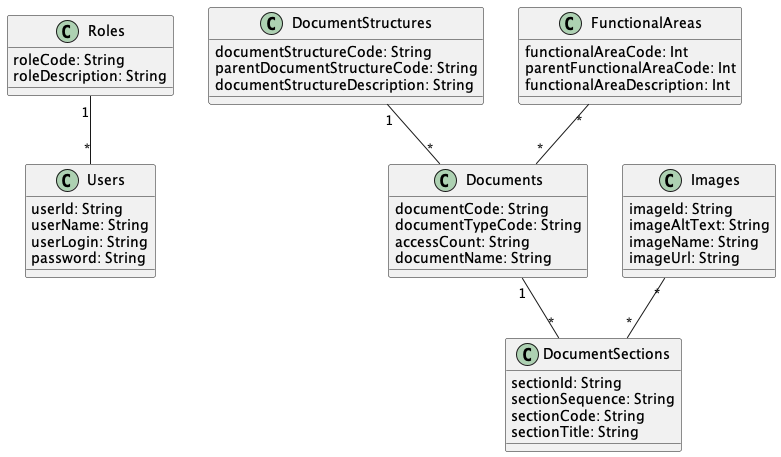 C Roles
roleCode: String
roleDescription: String
C DocumentStructures
documentStructureCode: String
parentDocumentStructureCode: String
documentStructureDescription: String
C FunctionalAreas
functionalAreaCode: Int
parentFunctionalAreaCode: Int
functionalAreaDescription: Int
1
*
1
*
*
*
C Users
userId: String
userName: String
userLogin: String
password: String
C Documents
documentCode: String
documentTypeCode: String
accessCount: String
documentName: String
C Images
imageId: String
imageAltText: String
imageName: String
imageUrl: String
1
*
*
*
C DocumentSections
sectionId: String
sectionSequence: String
sectionCode: String
sectionTitle: String